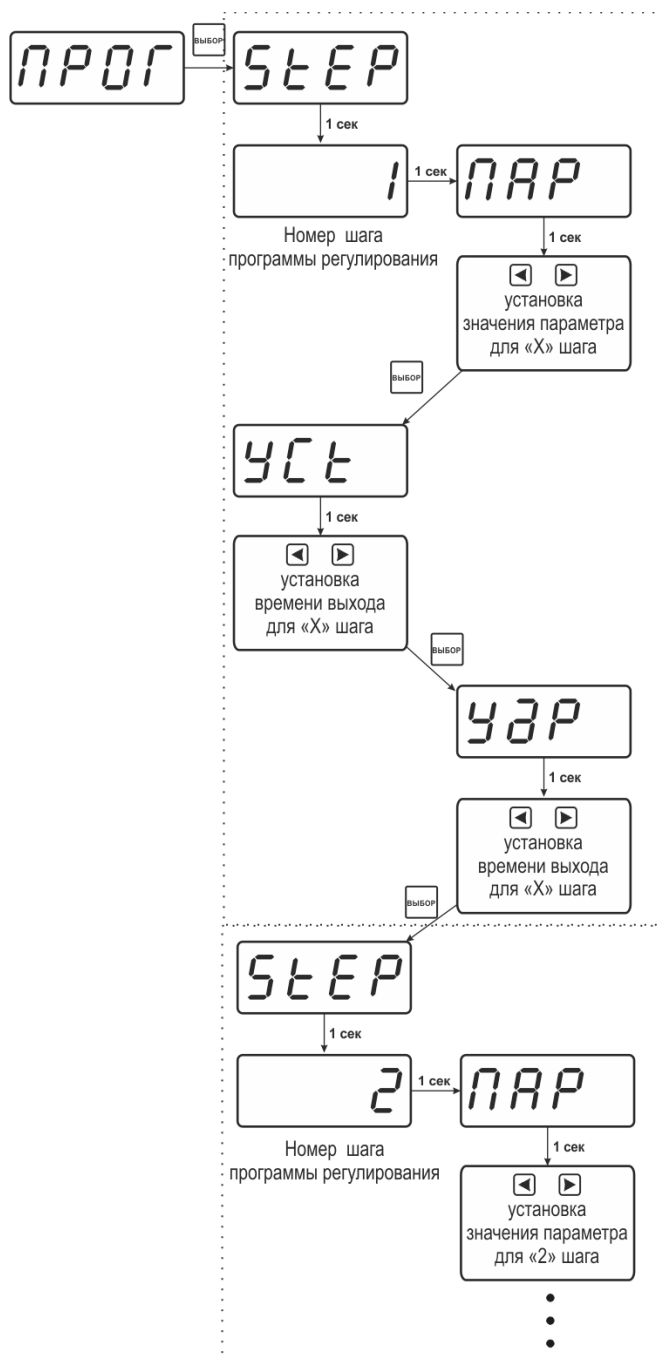 ПРОГ
ВЫБОР
StEP
1 сек
1
1 сек
ПАР
Номер шага
программы регулирования
1 сек
установка
значения параметра
для «X» шага
ВЫБОР
УСt
1 сек
установка
времени выхода
для «X» шага
ВЫБОР
УдР
1 сек
установка
времени выхода
для «X» шага
ВЫБОР
StEP
1 сек
2
1 сек
ПАР
Номер шага
программы регулирования
1 сек
установка
значения параметра
для «2» шага